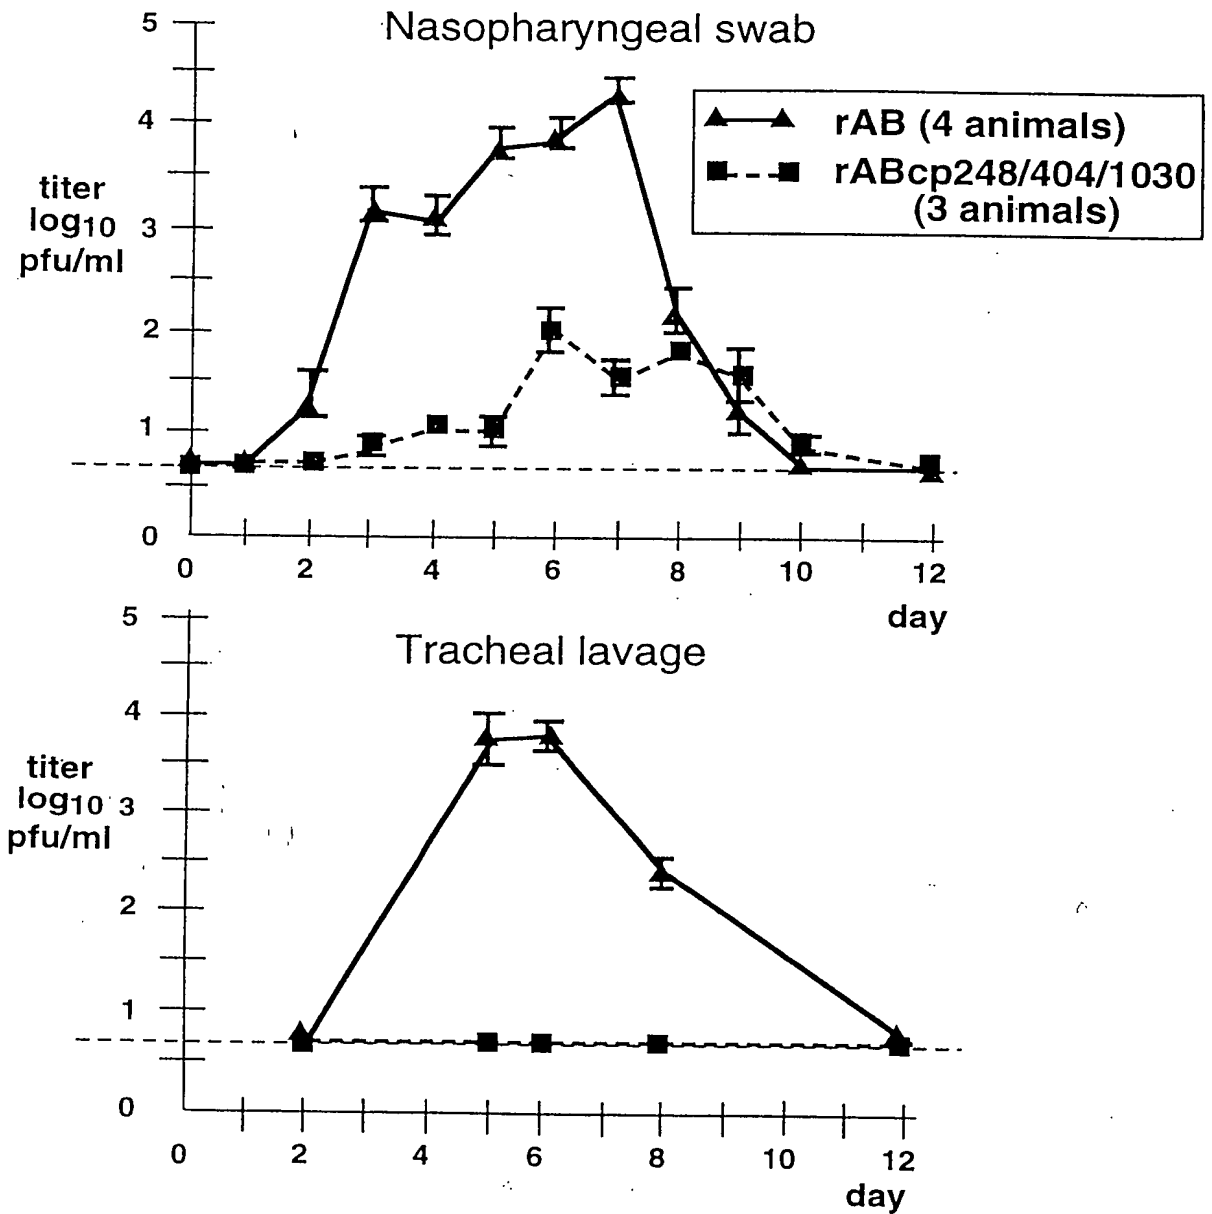 Nasopharyngeal swab
5
4
3
2
1
0
titer
log10
pfu/ml
rAB (4 animals)
rABcp248/404/1030
(3 animals)
0 2 4 6 8 10 12
day
Tracheal lavage
5
4
3
2
1
0
titer
log10
pfu/ml
0 2 4 6 8 10 12
day